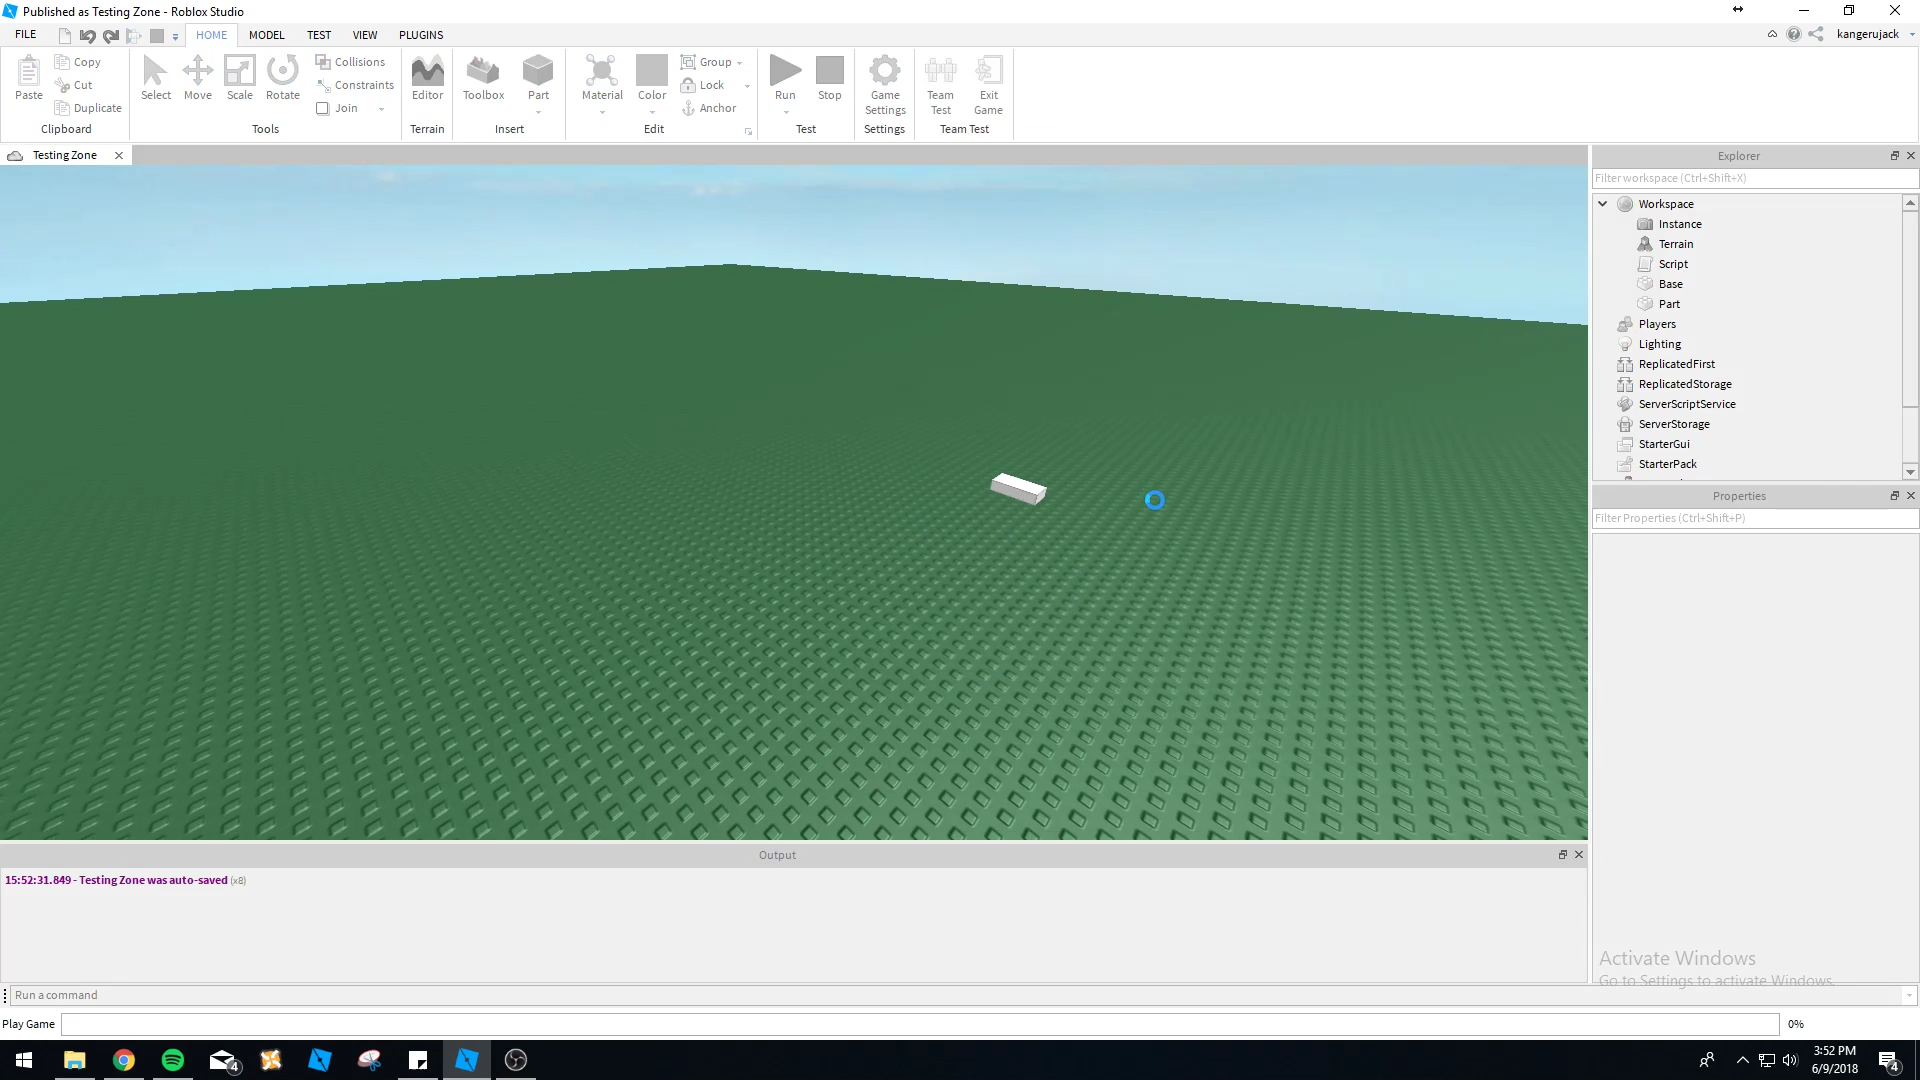 Published as Testing Zone - Roblox Studio
FILE
HOME
MODEL
TEST
VIEW
PLUGINS
kangerujack
Paste
Copy
Cut
Duplicate
Clipboard
Select
Move
Scale
Rotate
Collisions
Constraints
Join
Tools
Editor
Terrain
Toolbox
Part
Insert
Material
Color
Group
Lock
Anchor
Edit
Run
Stop
Test
Game
Settings
Settings
Team
Test
Exit
Game
Team Test
Testing Zone
Explorer
Filter workspace (Ctrl+Shift+X)
Workspace
Instance
Terrain
Script
Base
Part
Players
Lighting
ReplicatedFirst
ReplicatedStorage
ServerScriptService
ServerStorage
StarterGui
StarterPack
Properties
Filter Properties (Ctrl+Shift+P)
Output
15:52:31.849 - Testing Zone was auto-saved (x8)
Activate Windows
Go to Settings to activate Windows.
Run a command
Play Game
0%
4
3:52 PM
6/9/2018
4